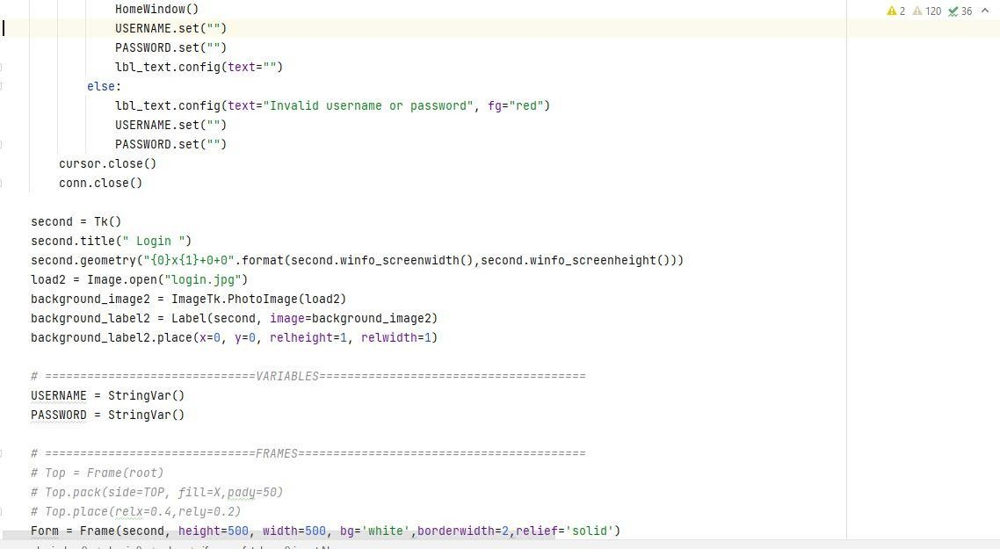 HomeWindow()
2 120 36
USERNAME.set("")
PASSWORD.set("")
lbl_text.config(text="")
else:
lbl_text.config(text="Invalid username or password", fg="red")
USERNAME.set("")
PASSWORD.set("")
cursor.close()
conn.close()
second = Tk()
second.title(" Login ")
second.geometry("{0}x{1}+0+0".format(second.winfo_screenwidth(),second.winfo_screenheight()))
load2 = Image.open("login.jpg")
background_image2 = ImageTk.PhotoImage(load2)
background_label2 = Label(second, image=background_image2)
background_label2.place(x=0, y=0, relheight=1, relwidth=1)
# ==============================VARIABLES======================================
USERNAME = StringVar()
PASSWORD = StringVar()
# ==============================FRAMES=========================================
# Top = Frame(root)
# Top.pack(side=TOP, fill=X,pady=50)
# Top.place(relx=0.4,rely=0.2)
Form = Frame(second, height=500, width=500, bg='white',borderwidth=2,relief='solid')